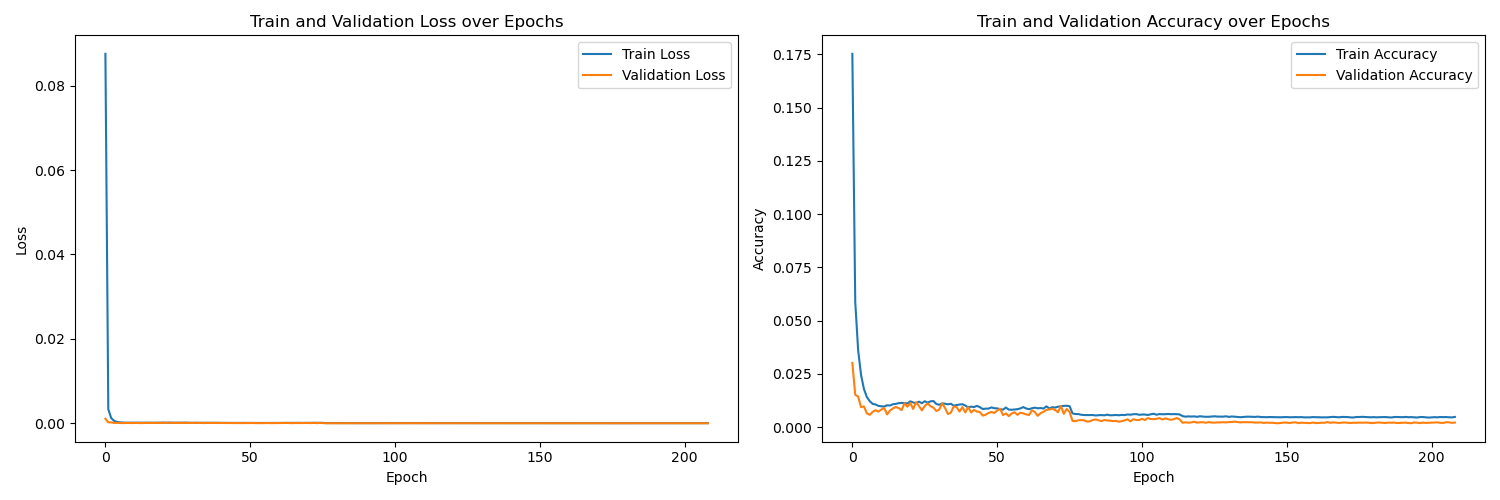 Train and Validation Loss over Epochs
Train Loss
Validation Loss
0.08
0.06
0.04
0.02
0.00
Loss
0
50
100
150
200
Epoch
Train and Validation Accuracy over Epochs
Train Accuracy
Validation Accuracy
0.175
0.150
0.125
0.100
0.075
0.050
0.025
0.000
Accuracy
0
50
100
150
200
Epoch